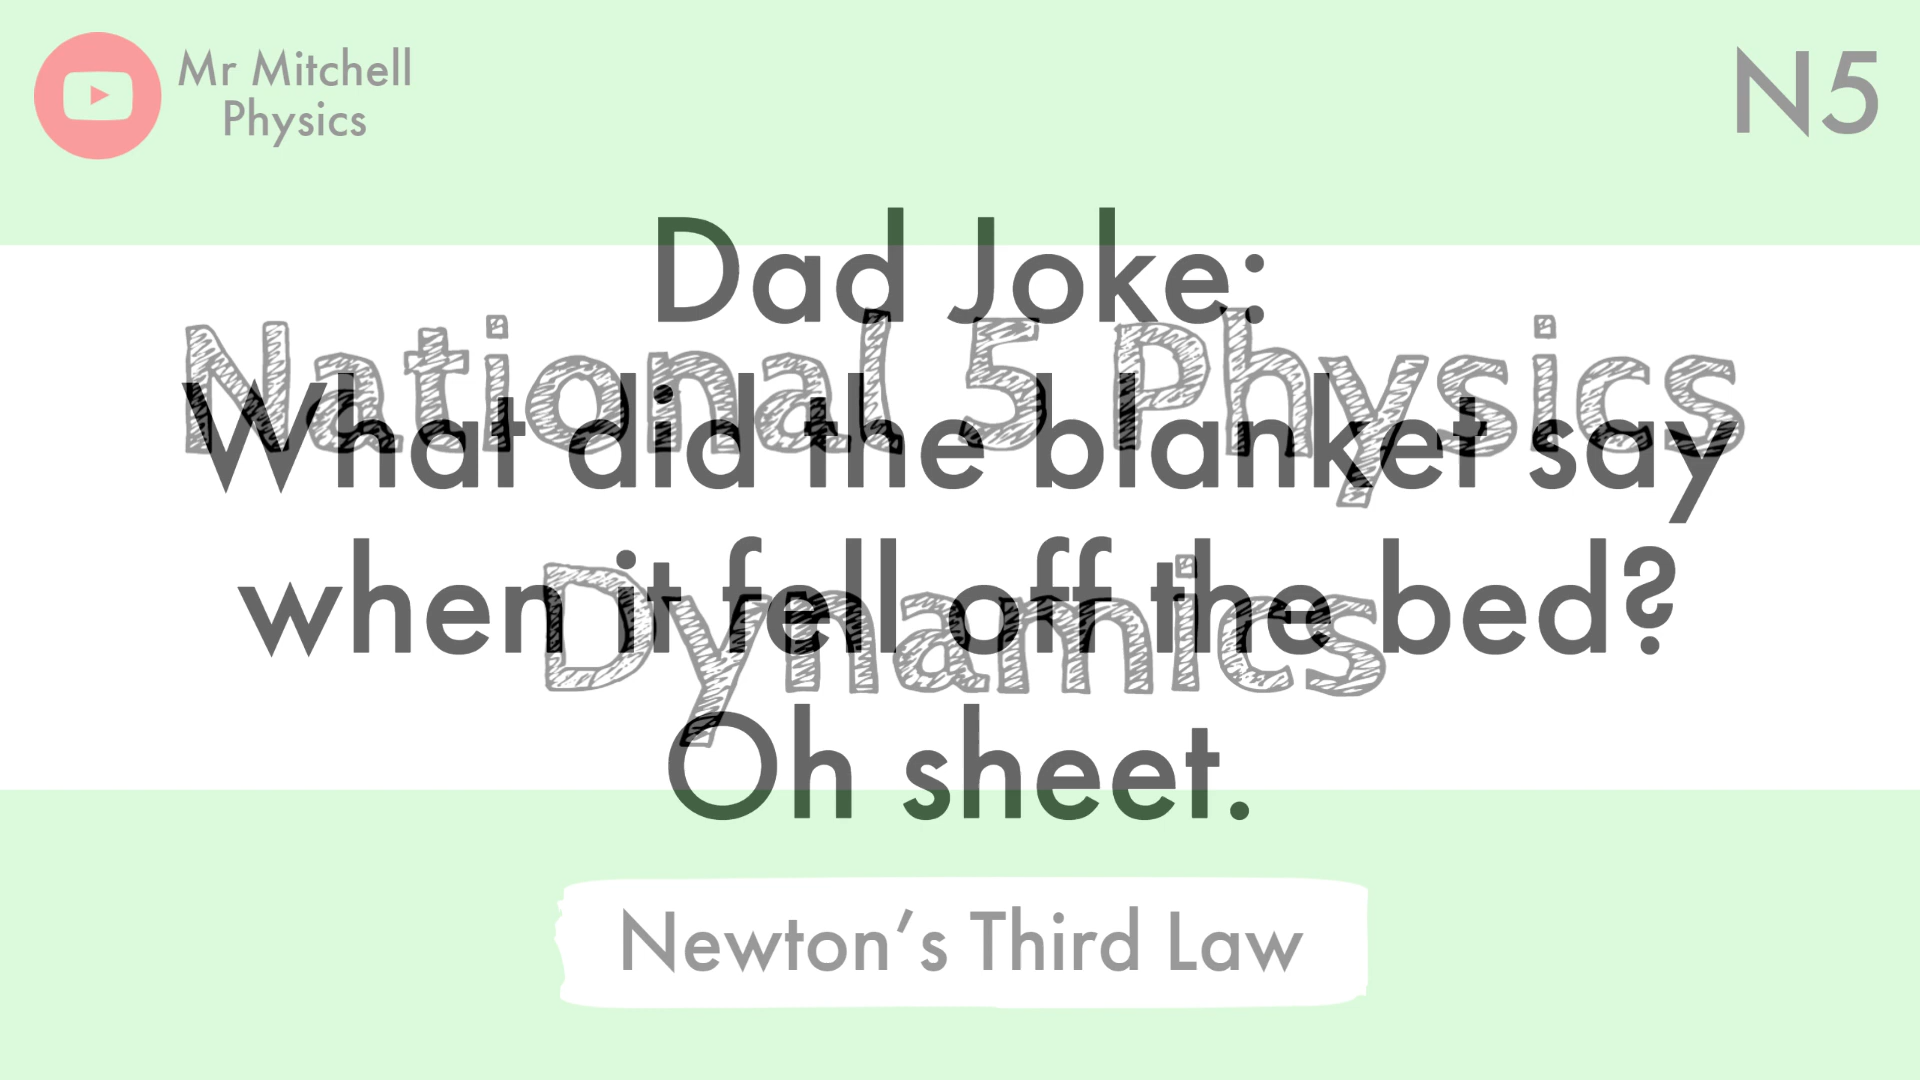 Mr Mitchell
Physics
N5
Dad Joke:
National 5 Physics
What did the blanket say
when it fell off the bed?
Dynamics
Oh sheet.
Newton’s Third Law